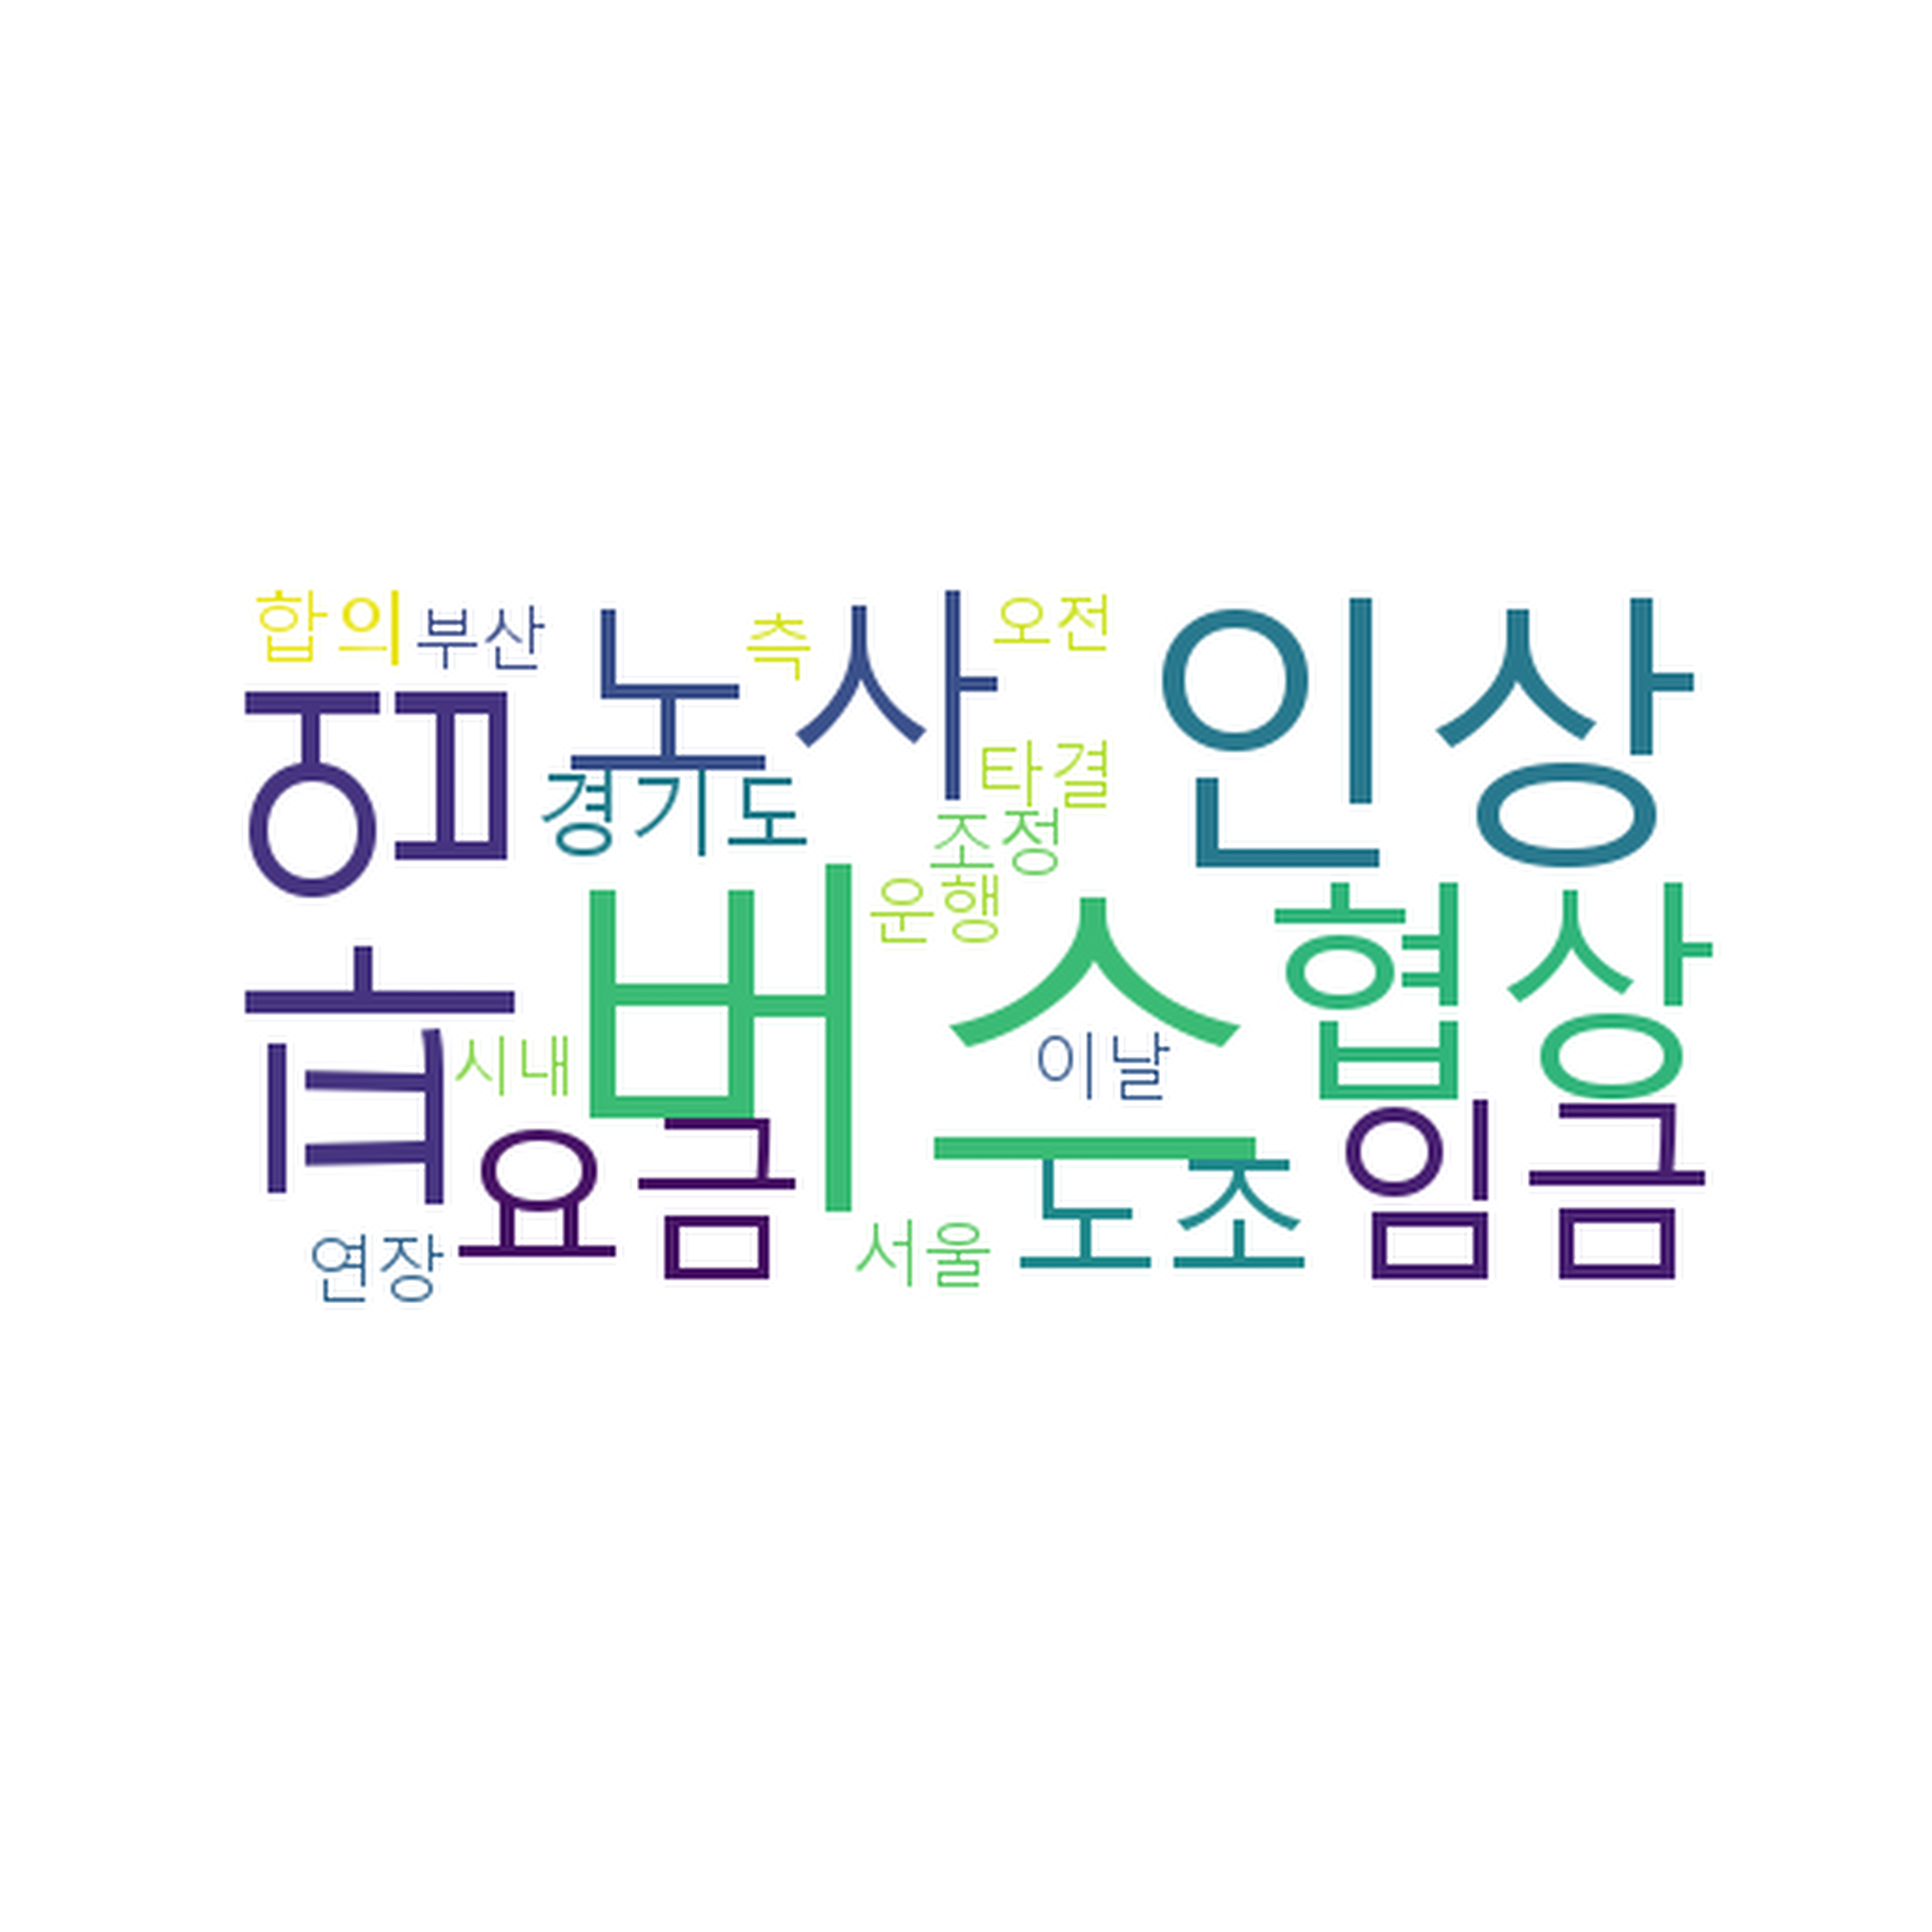 합의
부산
노사
측
오전
인상
타결
경기도
조정
파업
운행
버스
협상
시내
이날
요금
노조
임금
서울
연장